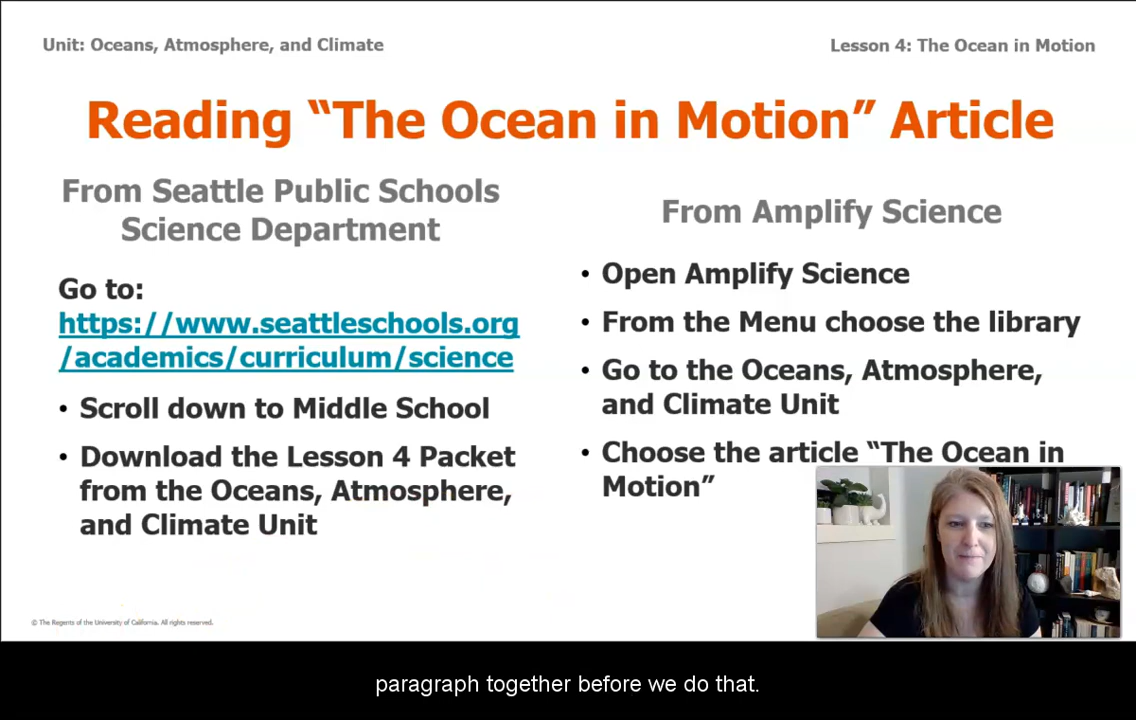 Unit: Oceans, Atmosphere, and Climate
Lesson 4: The Ocean in Motion
Reading “The Ocean in Motion” Article
From Seattle Public Schools
Science Department
Go to:
https://www.seattleschools.org
/academics/curriculum/science
• Scroll down to Middle School
• Download the Lesson 4 Packet
from the Oceans, Atmosphere,
and Climate Unit
From Amplify Science
• Open Amplify Science
• From the Menu choose the library
• Go to the Oceans, Atmosphere,
and Climate Unit
• Choose the article “The Ocean in
Motion”
© The Regents of the University of California. All rights reserved.
paragraph together before we do that.